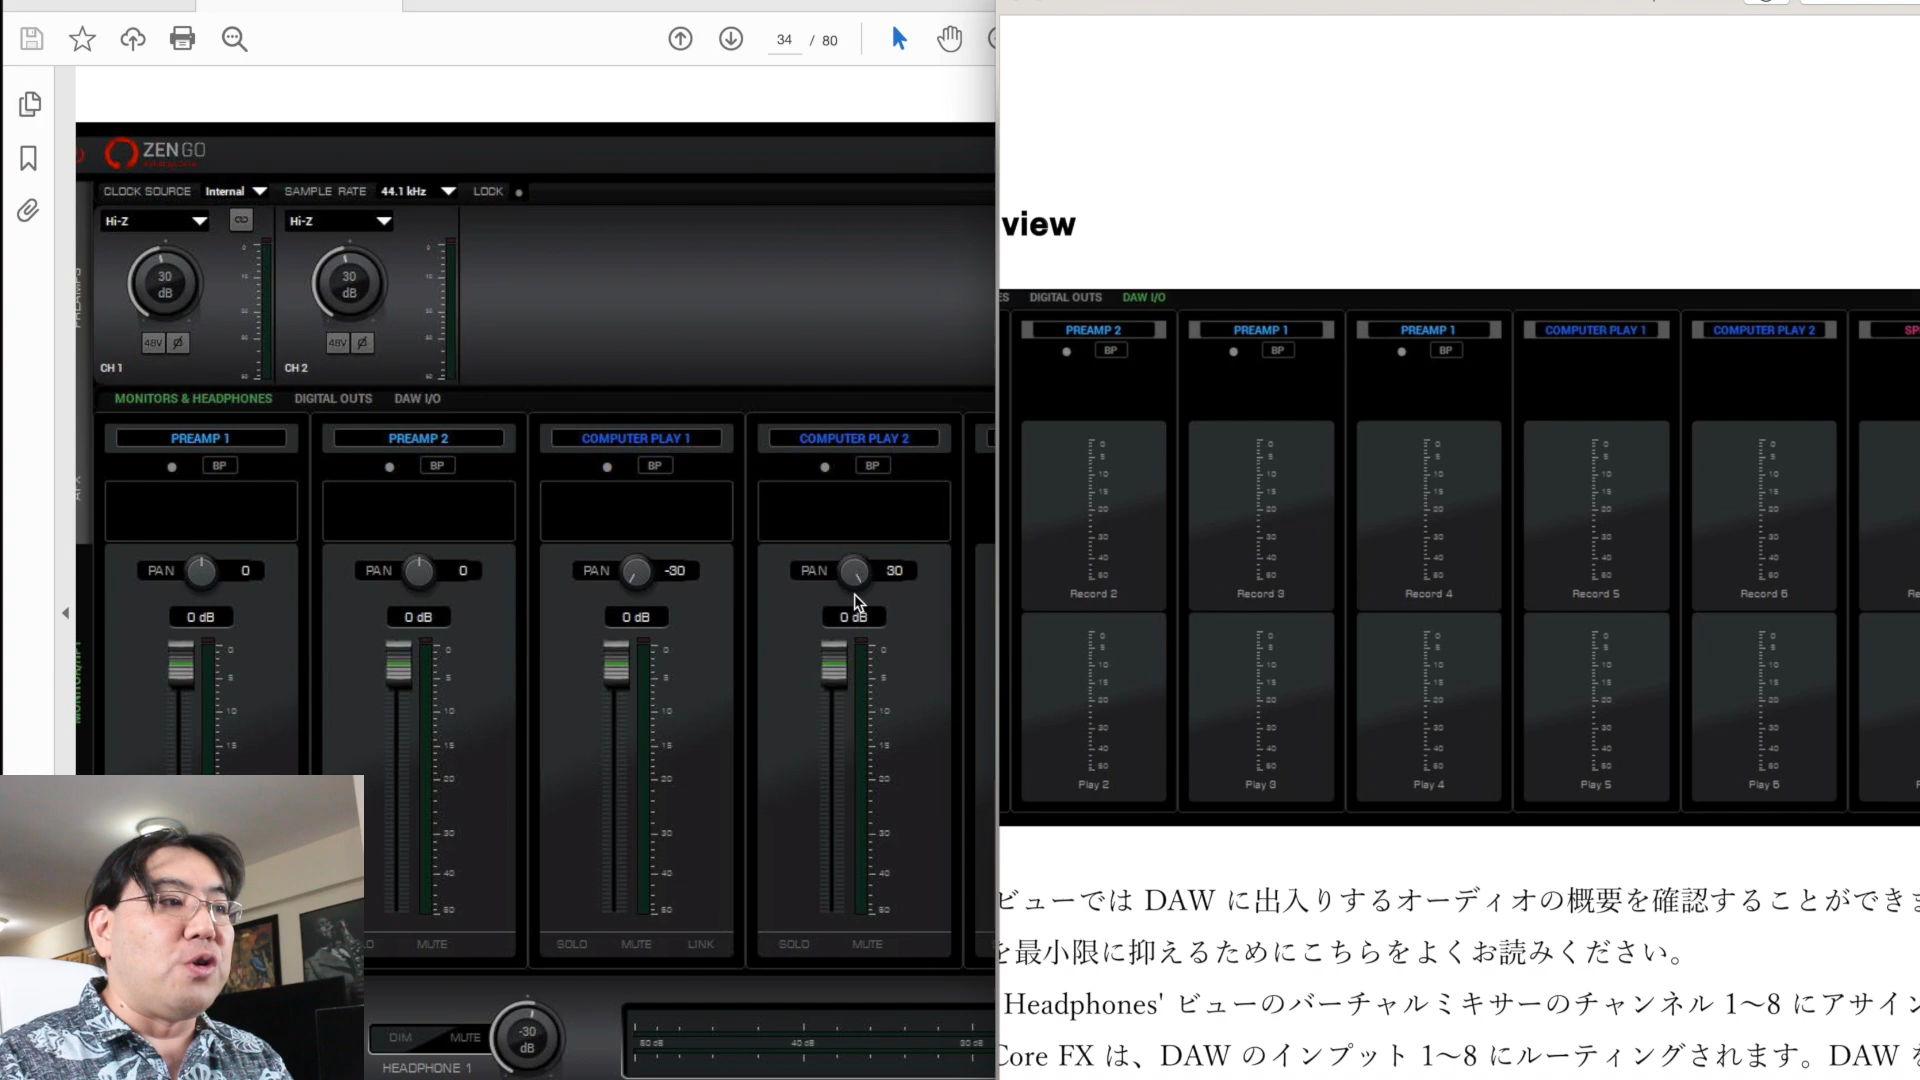 34 / 80
ZEN GO
CLOCK SOURCE Internal SAMPLE RATE 44.1 kHz LOCK
Hi-Z Hi-Z
30 dB 30 dB
48V Ø 48V Ø
CH 1 CH 2
MONITORS & HEADPHONES DIGITAL OUTS DAW I/O
PREAMP 1 PREAMP 2 COMPUTER PLAY 1 COMPUTER PLAY 2
BP BP BP BP
PAN 0 PAN 0 PAN -30 PAN 30
0 dB 0 dB 0 dB 0 dB
MUTE SOLO MUTE LINK SOLO MUTE
DIM MUTE -30 dB
HEADPHONE 1
view
DIGITAL OUTS DAW I/O
PREAMP 2 PREAMP 1 PREAMP 1 COMPUTER PLAY 1 COMPUTER PLAY 2
BP BP BP
Record 2 Record 3 Record 4 Record 5 Record 6
Play 2 Play 3 Play 4 Play 5 Play 6
ビューでは DAW に出入りするオーディオの概要を確認することができ
最小限に抑えるためにこちらをよくお読みください。
Headphones' ビューのバーチャルミキサーのチャンネル 1〜8 にアサイン
Core FX は、DAW のインプット 1〜8 にルーティングされます。DAW